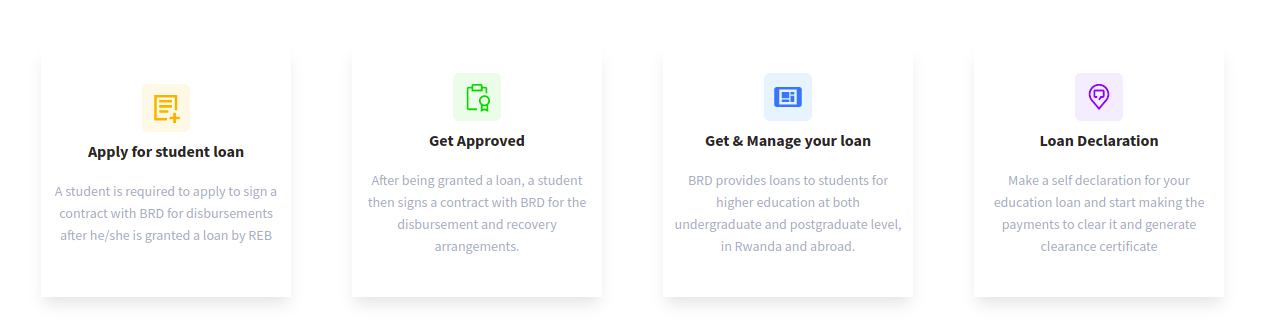 Apply for student loan
A student is required to apply to sign a
contract with BRD for disbursements
after he/she is granted a loan by REB
Get Approved
After being granted a loan, a student
then signs a contract with BRD for the
disbursement and recovery
arrangements.
Get & Manage your loan
BRD provides loans to students for
higher education at both
undergraduate and postgraduate level,
in Rwanda and abroad.
Loan Declaration
Make a self declaration for your
education loan and start making the
payments to clear it and generate
clearance certificate